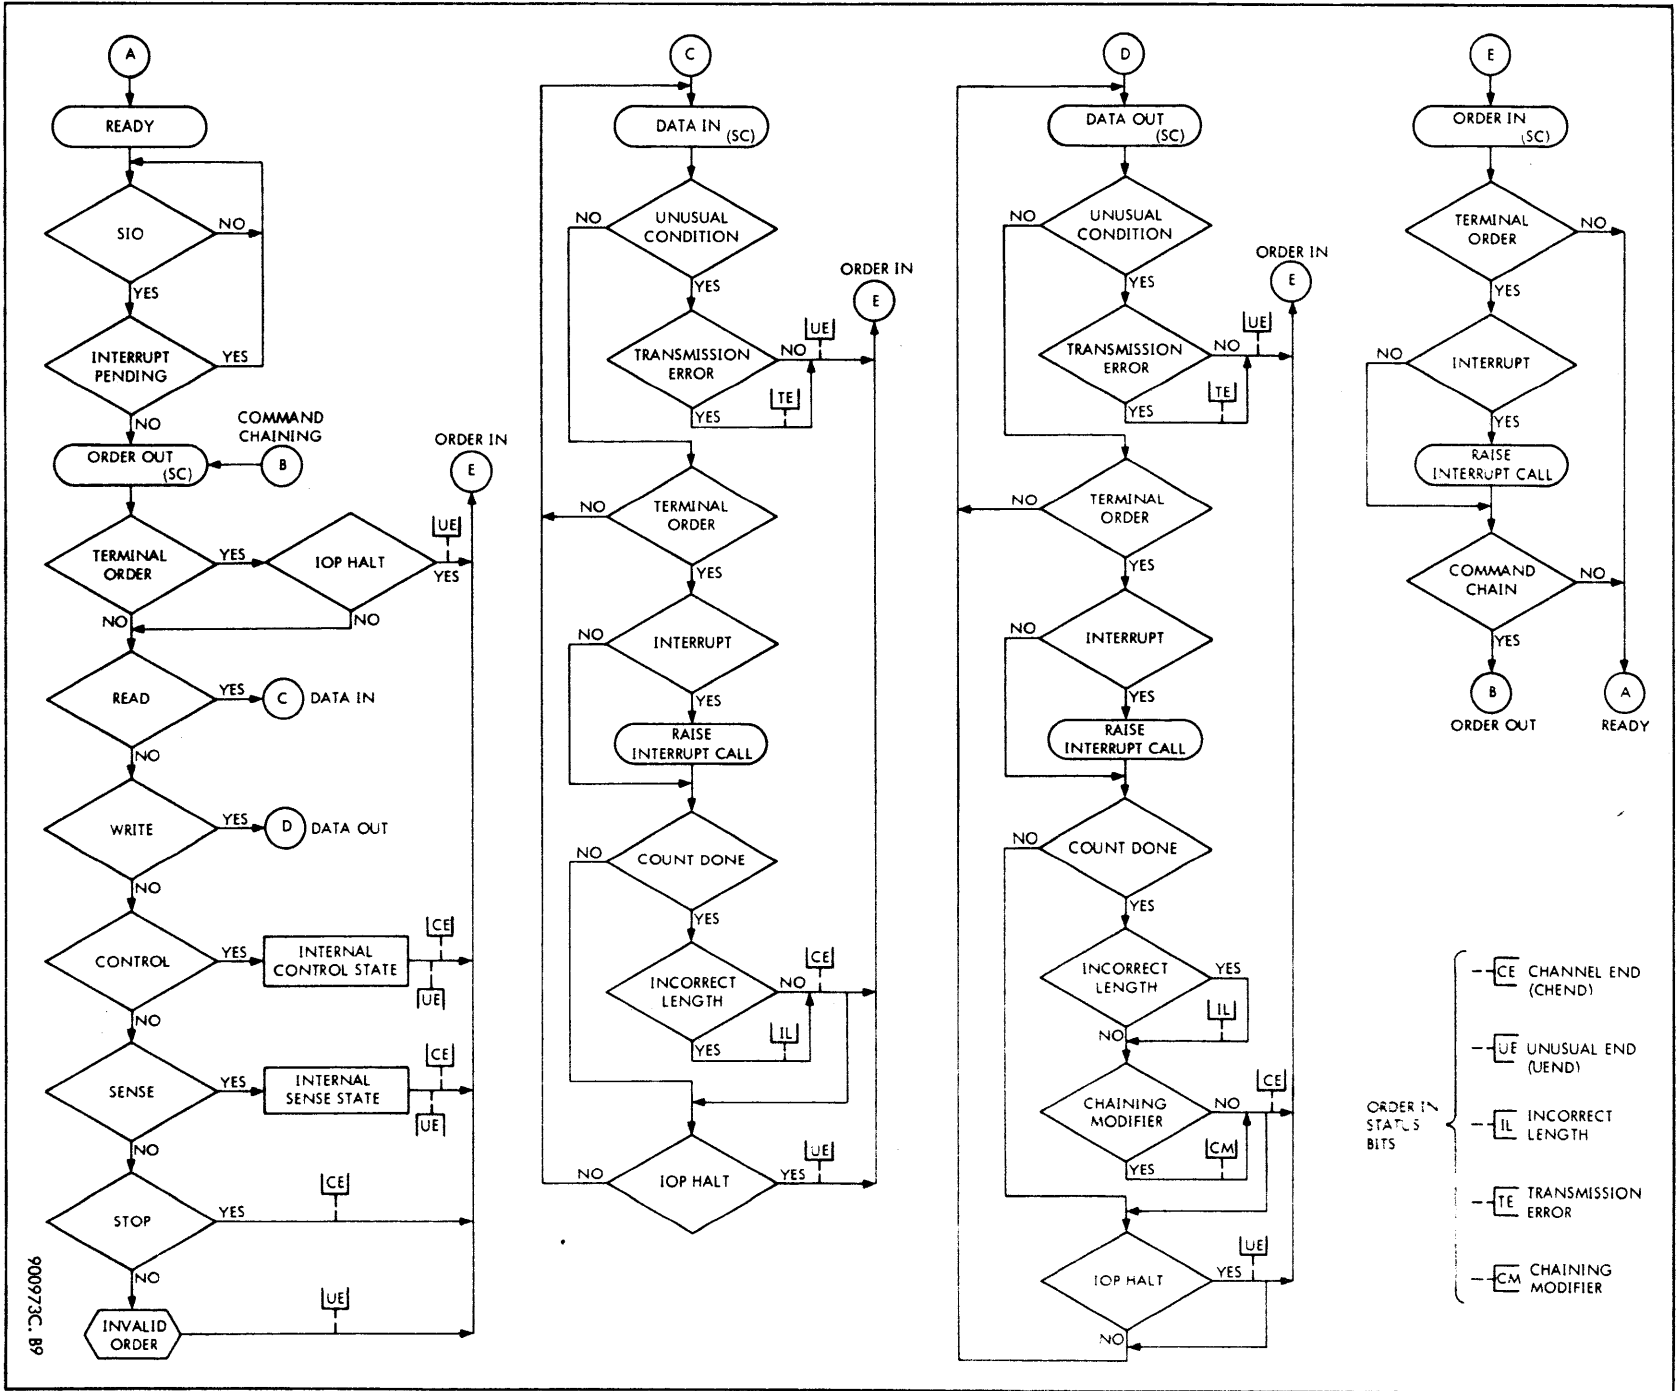 A
READY
SIO
NO
YES
INTERRUPT
PENDING
YES
NO
COMMAND
CHAINING
B
ORDER OUT
(SC)
ORDER IN
E
TERMINAL
ORDER
YES
IOP HALT
UE
YES
NO
NO
READ
YES
C
DATA IN
NO
WRITE
YES
D
DATA OUT
NO
CONTROL
YES
INTERNAL
CONTROL STATE
CE
UE
NO
SENSE
YES
INTERNAL
SENSE STATE
CE
UE
NO
STOP
YES
CE
NO
INVALID
ORDER
UE
900973C. B9
C
DATA IN
(SC)
UNUSUAL
CONDITION
NO
YES
ORDER IN
E
TRANSMISSION
ERROR
NO
UE
YES
TE
TERMINAL
ORDER
NO
YES
INTERRUPT
NO
YES
RAISE
INTERRUPT CALL
COUNT DONE
NO
YES
INCORRECT
LENGTH
NO
CE
YES
IL
IOP HALT
NO
YES
UE
D
DATA OUT
(SC)
UNUSUAL
CONDITION
NO
YES
ORDER IN
E
TRANSMISSION
ERROR
NO
UE
YES
TE
TERMINAL
ORDER
NO
YES
INTERRUPT
NO
YES
RAISE
INTERRUPT CALL
COUNT DONE
NO
YES
INCORRECT
LENGTH
YES
IL
NO
CHAINING
MODIFIER
NO
CE
YES
CM
IOP HALT
YES
UE
NO
E
ORDER IN
(SC)
TERMINAL
ORDER
NO
YES
INTERRUPT
NO
YES
RAISE
INTERRUPT CALL
COMMAND
CHAIN
NO
YES
B
ORDER OUT
A
READY
ORDER IN
STATUS
BITS
CE CHANNEL END
(CHEND)
UE UNUSUAL END
(UEND)
IL INCORRECT
LENGTH
TE TRANSMISSION
ERROR
CM CHAINING
MODIFIER